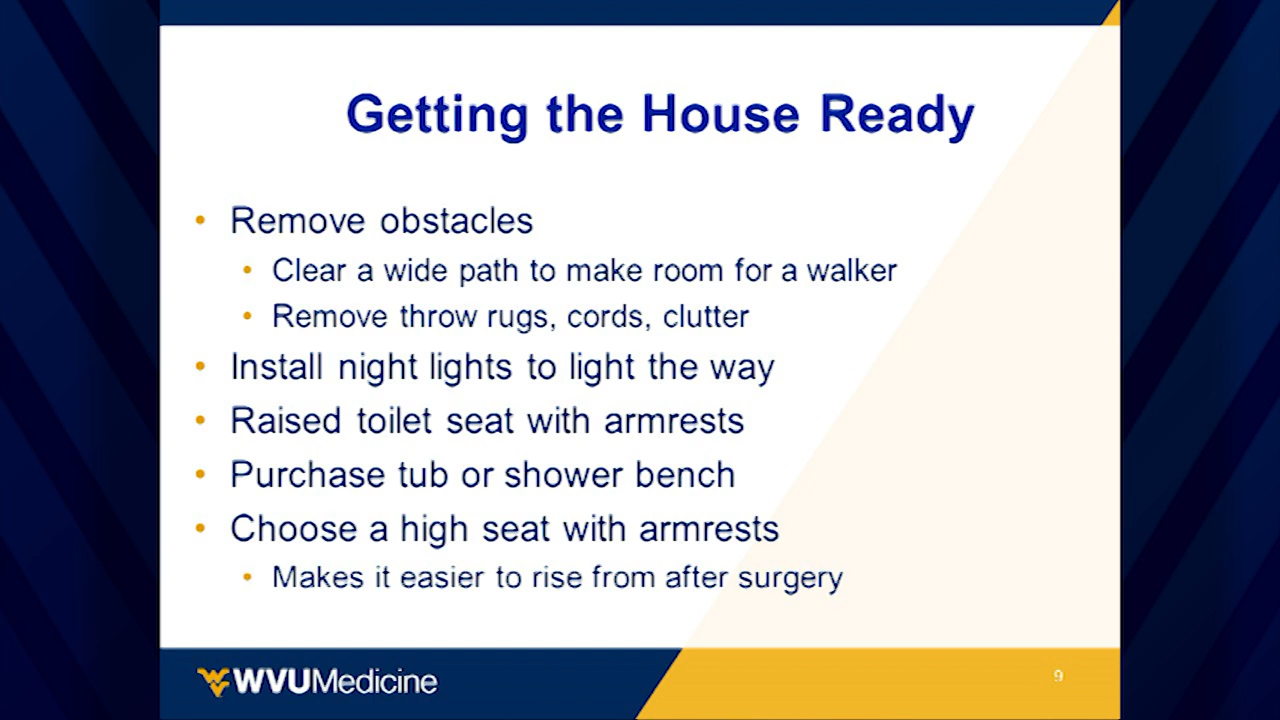 Getting the House Ready
• Remove obstacles
• Clear a wide path to make room for a walker
• Remove throw rugs, cords, clutter
• Install night lights to light the way
• Raised toilet seat with armrests
• Purchase tub or shower bench
• Choose a high seat with armrests
• Makes it easier to rise from after surgery
WVUMedicine
9